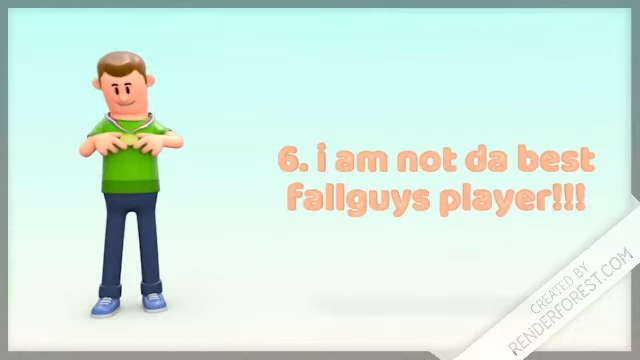 6. i am not da best
fallguys player!!!
CREATED BY
RENDERFOREST.COM